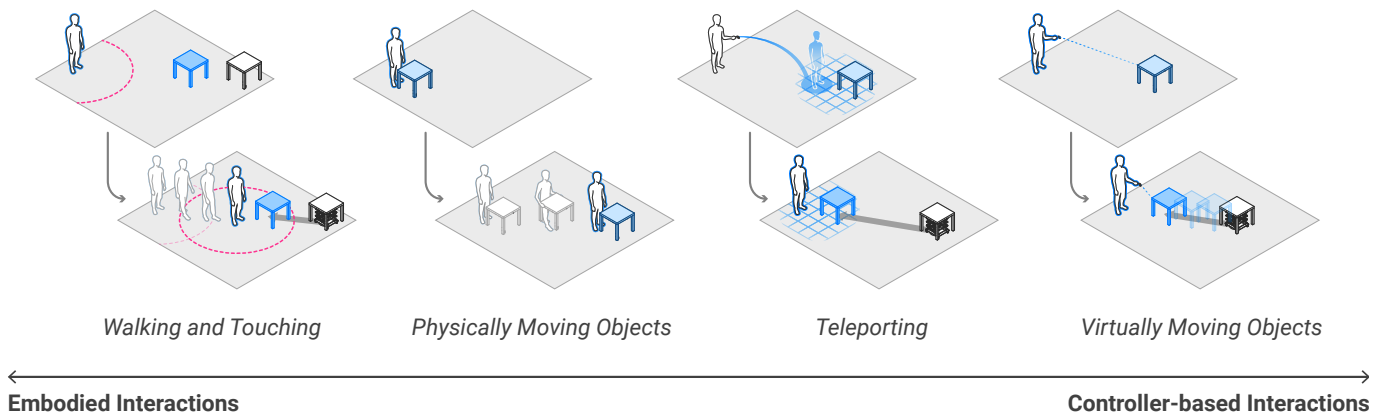 Walking and Touching
Physically Moving Objects
Teleporting
Virtually Moving Objects
Embodied Interactions
Controller-based Interactions